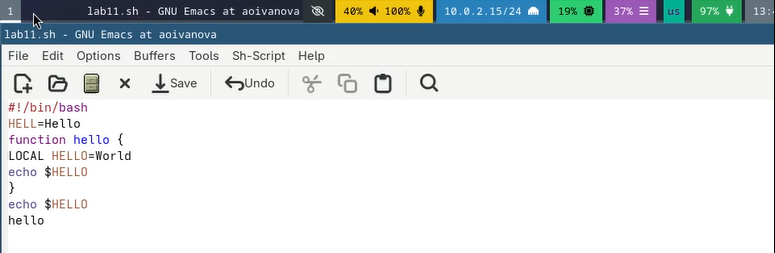 1 lab11.sh - GNU Emacs at aoivanova 40% 100% 10.0.2.15/24 19% 37% us 97% 13:
lab11.sh - GNU Emacs at aoivanova
File Edit Options Buffers Tools Sh-Script Help
Save Undo
#!/bin/bash
HELL=Hello
function hello {
LOCAL HELLO=World
echo $HELLO
}
echo $HELLO
hello